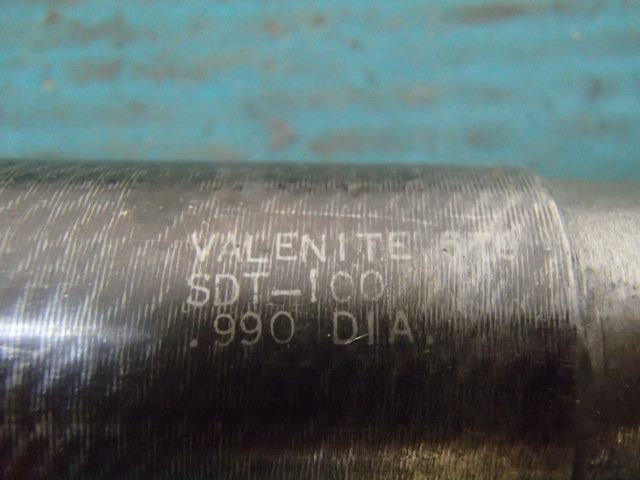 VALENITE
SDT-100
.990 DIA.